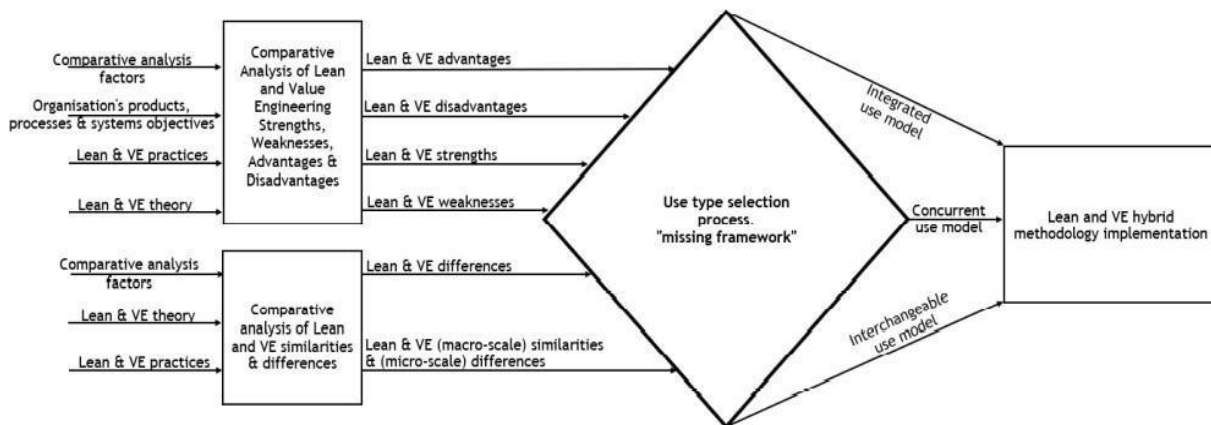 Comparative analysis
factors
Organisation's products,
processes & systems objectives
Lean & VE practices
Lean & VE theory
Comparative
Analysis of Lean
and Value
Engineering
Strengths,
Weaknesses,
Advantages &
Disadvantages
Lean & VE advantages
Lean & VE disadvantages
Lean & VE strengths
Lean & VE weaknesses
Comparative analysis
factors
Lean & VE theory
Lean & VE practices
Comparative
analysis of Lean
and VE similarities
& differences
Lean & VE differences
Lean & VE (macro-scale) similarities
& (micro-scale) differences
Use type selection
process.
"missing framework"
Integrated
use model
Concurrent
use model
Interchangeable
use model
Lean and VE hybrid
methodology implementation